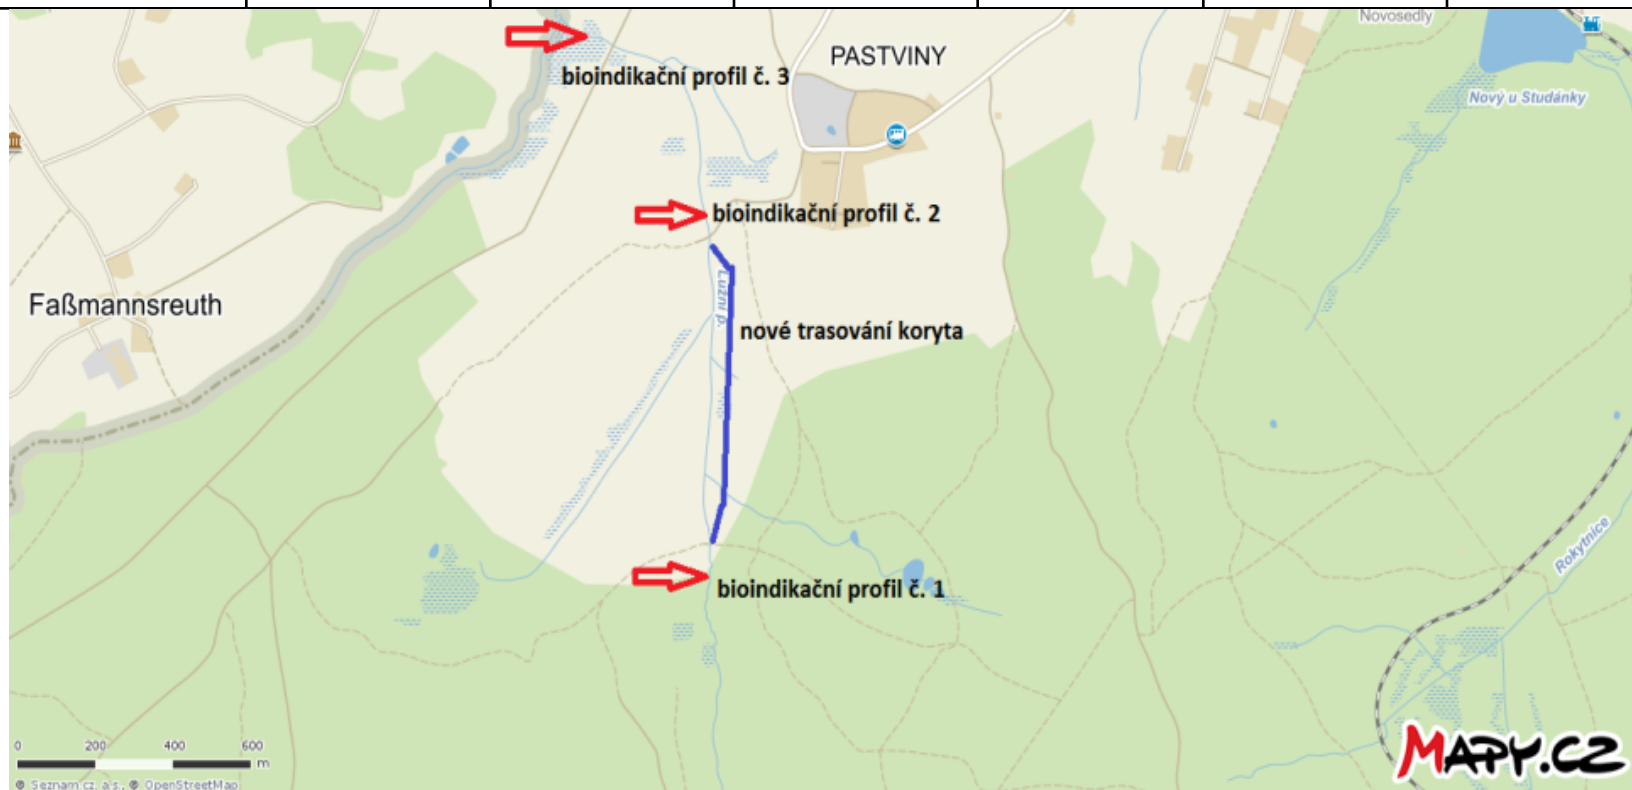 Novosedly
PASTVINY
bioindikační profil č. 3
Nový u Studánky
bioindikační profil č. 2
Lužní p.
Faßmannsreuth
nové trasování koryta
Rokytnice
bioindikační profil č. 1
0 200 400 600
m
© Seznam.cz, a.s., © OpenStreetMap
MAPY.CZ